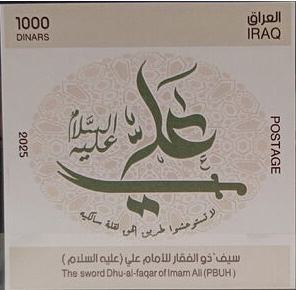 1000
DINARS
العراق
IRAQ
2025
POSTAGE
علي
عليه السلام
لا تستوحشوا طريق الحق لقلة سالكيه
سيف ذو الفقار للأمام علي (عليه السلام)
The sword Dhu-al-faqar of Imam Ali (PBUH)